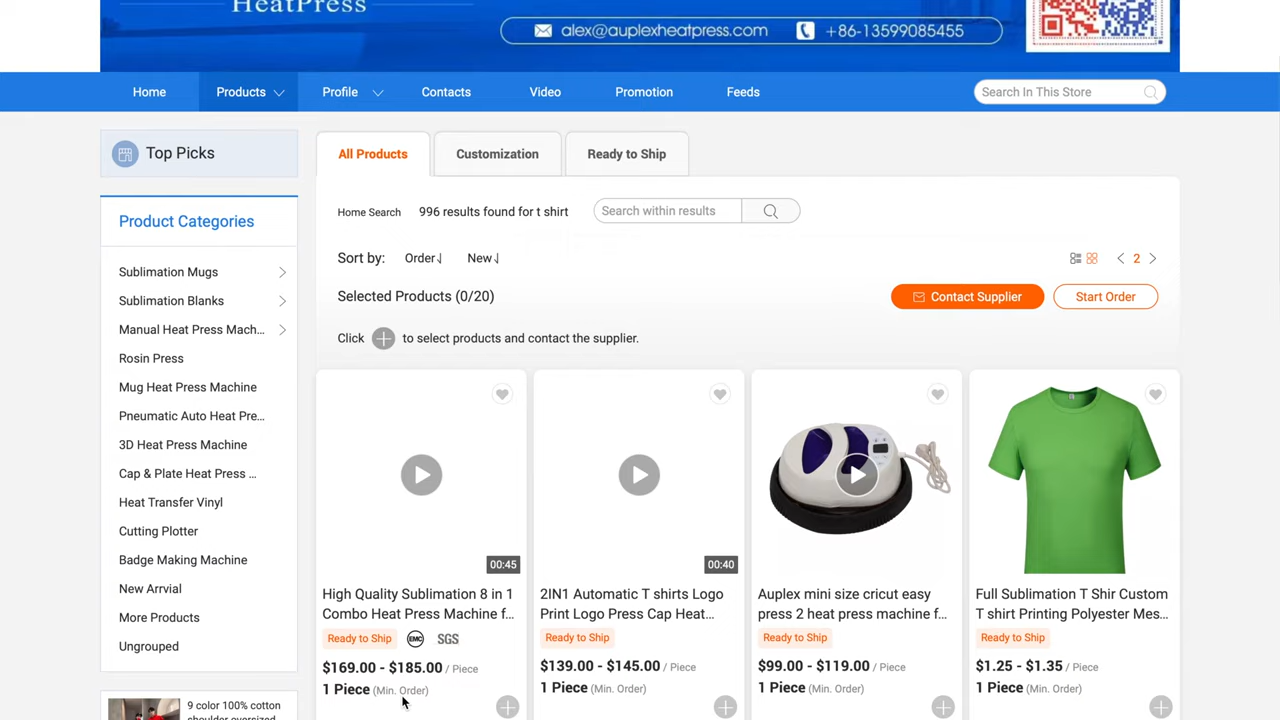 HeatPress
alex@auplexheatpress.com
+86-13599085455
Home
Products
Profile
Contacts
Video
Promotion
Feeds
Search In This Store
Top Picks
All Products
Customization
Ready to Ship
Product Categories
Home Search
996 results found for t shirt
Search within results
Sort by:
Order
New
2
Selected Products (0/20)
Contact Supplier
Start Order
Click
to select products and contact the supplier.
Sublimation Mugs
Sublimation Blanks
Manual Heat Press Mach...
Rosin Press
Mug Heat Press Machine
Pneumatic Auto Heat Pre...
3D Heat Press Machine
Cap & Plate Heat Press ...
Heat Transfer Vinyl
Cutting Plotter
Badge Making Machine
New Arrvial
More Products
Ungrouped
9 color 100% cotton
00:45
High Quality Sublimation 8 in 1
Combo Heat Press Machine f...
Ready to Ship
EMC
SGS
$169.00 - $185.00 / Piece
1 Piece (Min. Order)
00:40
2IN1 Automatic T shirts Logo
Print Logo Press Cap Heat...
Ready to Ship
$139.00 - $145.00 / Piece
1 Piece (Min. Order)
Auplex mini size cricut easy
press 2 heat press machine f...
Ready to Ship
$99.00 - $119.00 / Piece
1 Piece (Min. Order)
Full Sublimation T Shir Custom
T shirt Printing Polyester Mes...
Ready to Ship
$1.25 - $1.35 / Piece
1 Piece (Min. Order)